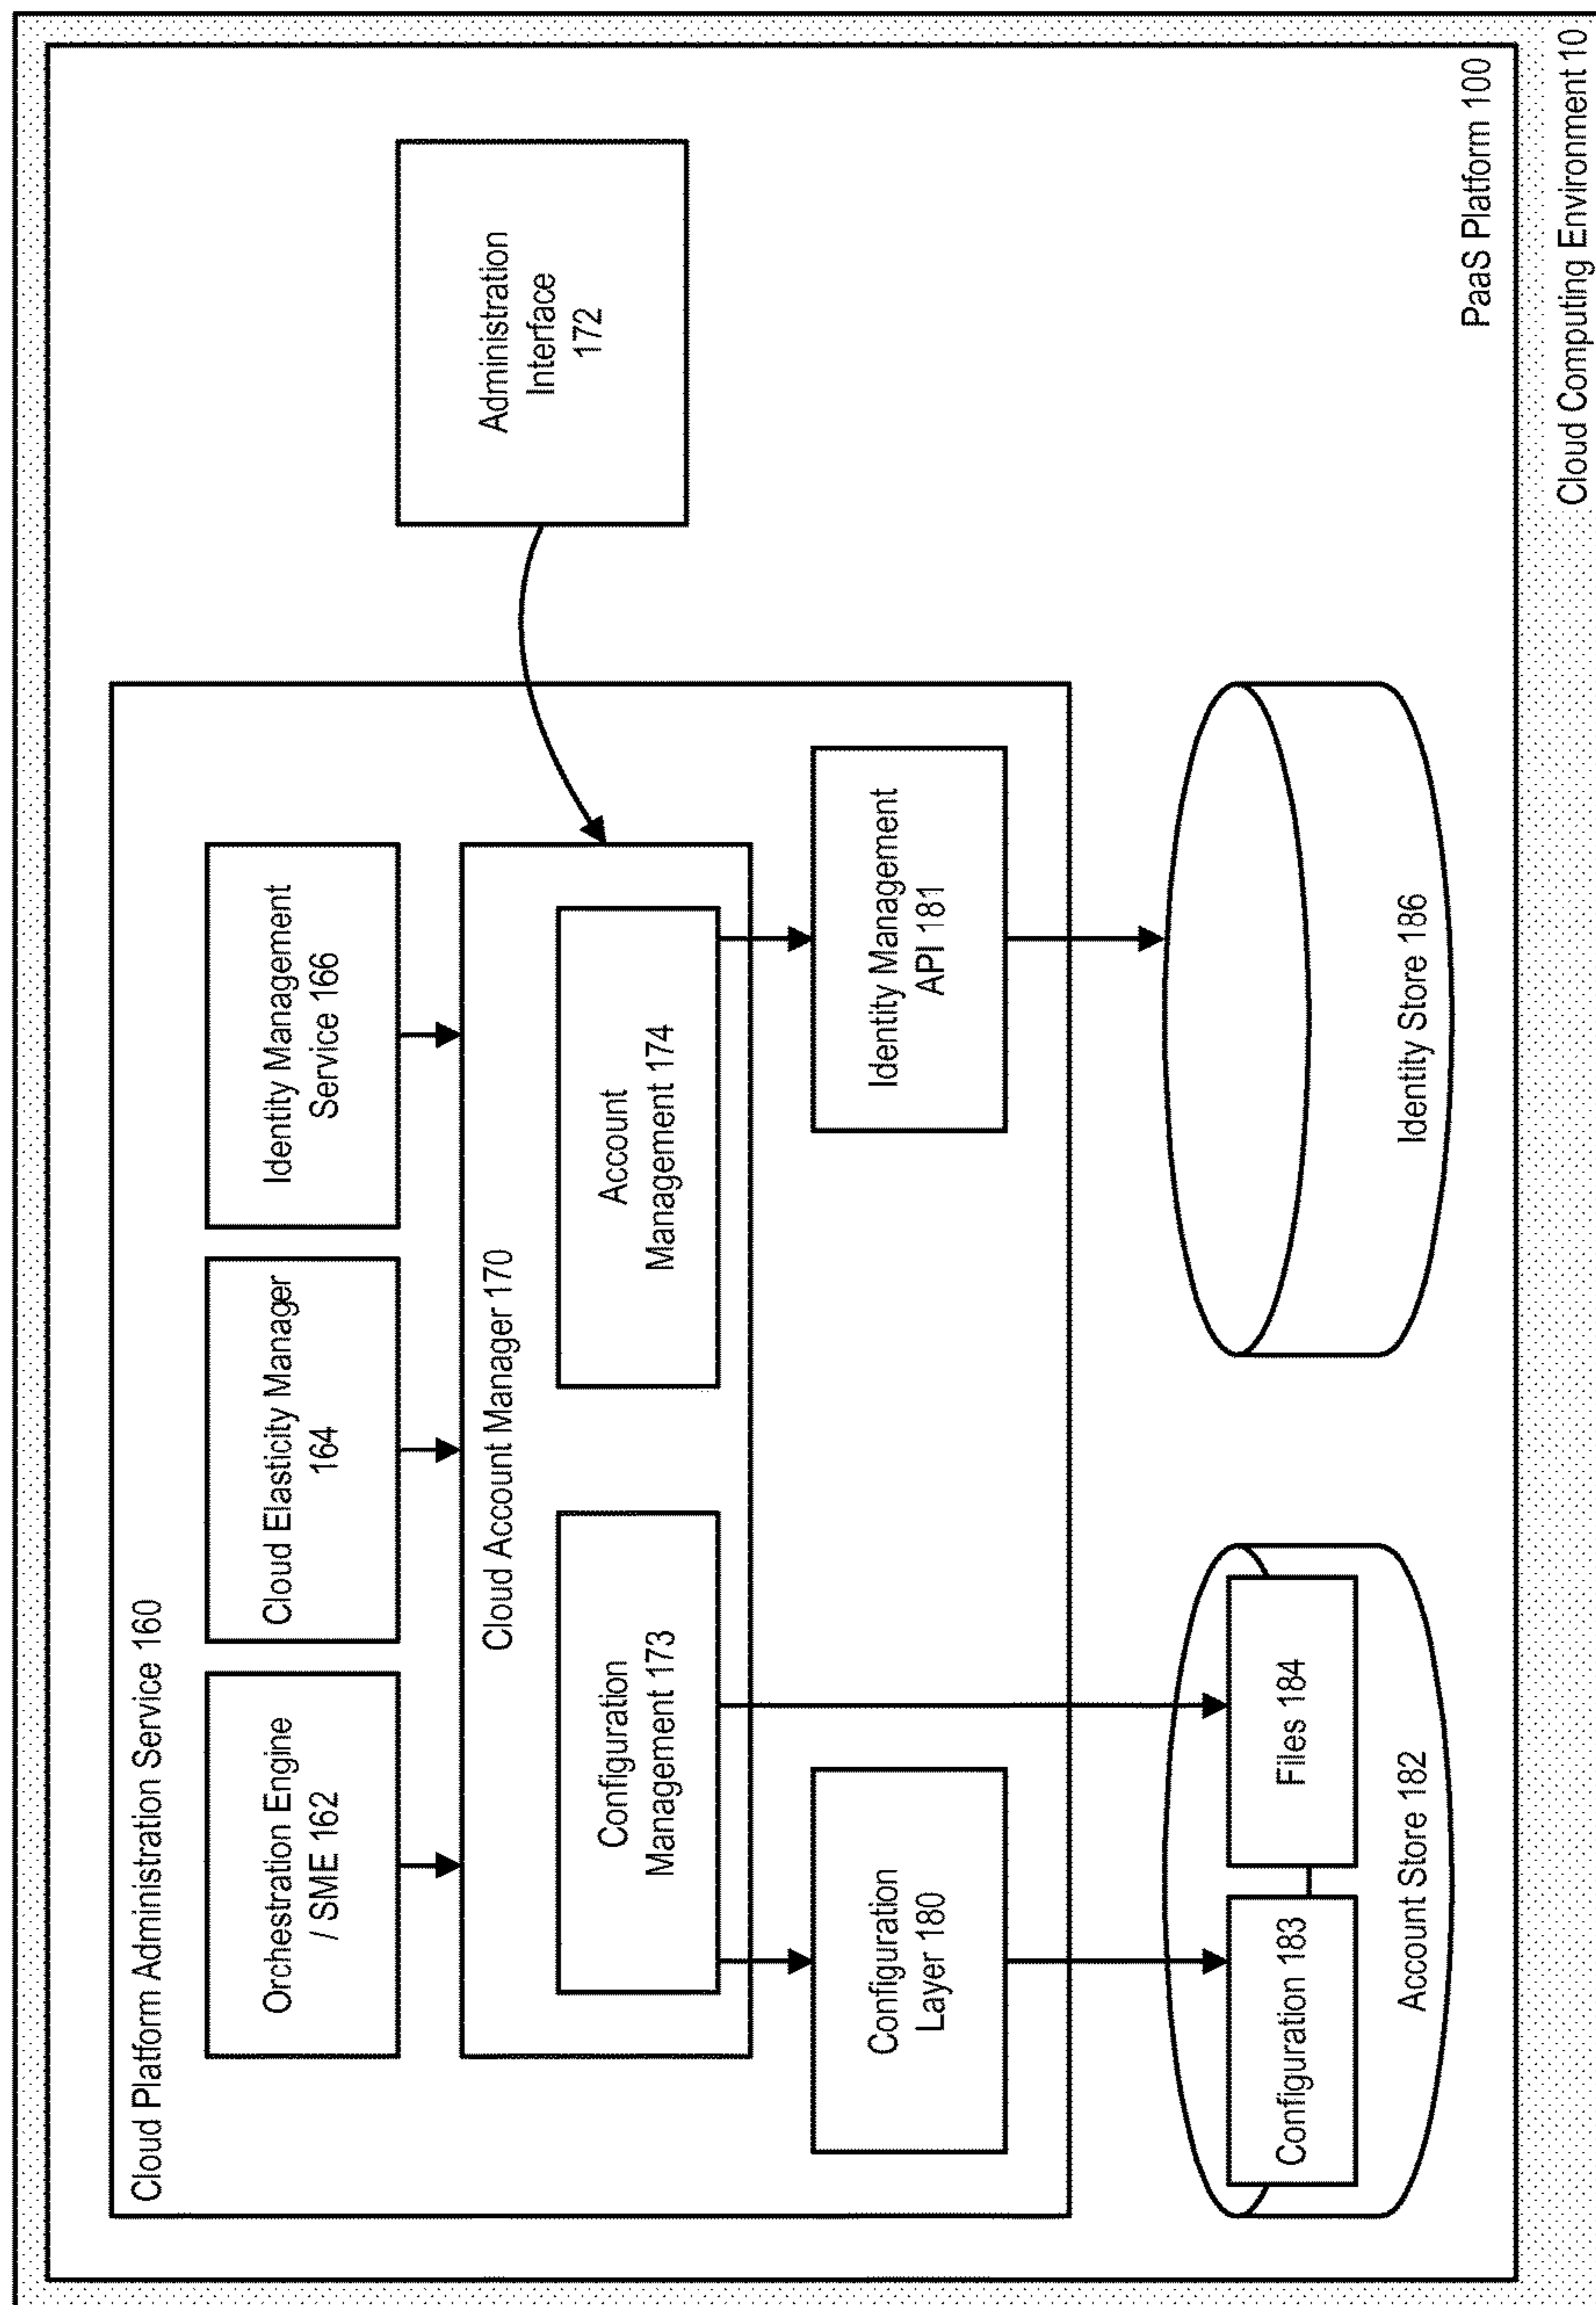 Cloud Platform Administration Service 160
Orchestration Engine
/ SME 162
Cloud Elasticity Manager
164
Identity Management
Service 166
Cloud Account Manager 170
Configuration
Management 173
Account
Management 174
Administration
Interface
172
Configuration
Layer 180
Identity Management
API 181
Configuration 183
Files 184
Account Store 182
Identity Store 186
PaaS Platform 100
Cloud Computing Environment 10